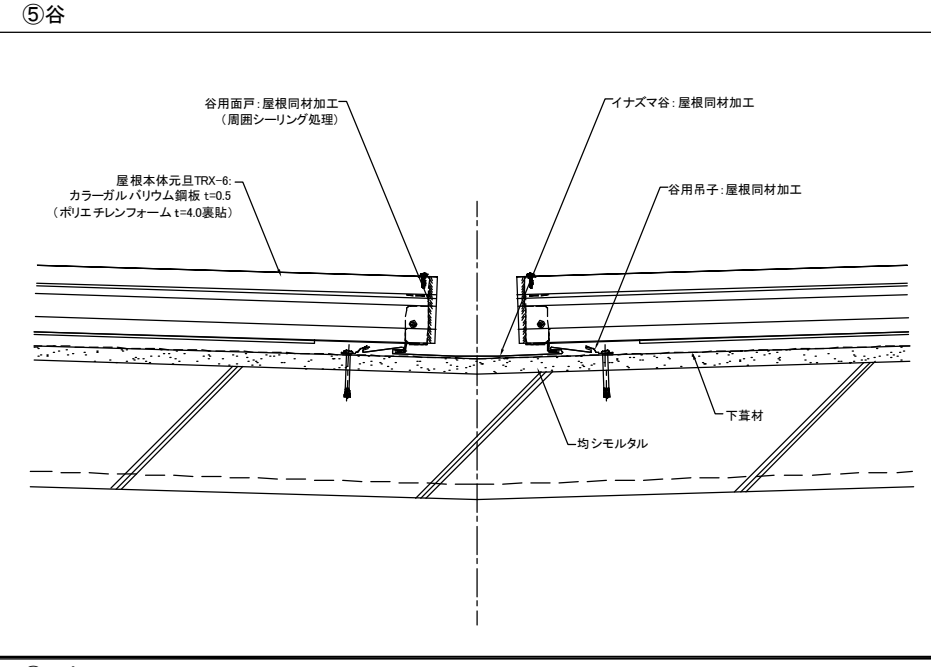 ⑤谷
谷用面戸:屋根同材加工
(周囲シーリング処理)
イナズマ谷:屋根同材加工
屋根本体元旦TRX-6:
カラーガルバリウム鋼板 t=0.5
(ポリエチレンフォーム t=4.0裏貼)
谷用吊子:屋根同材加工
下葺材
均シモルタル